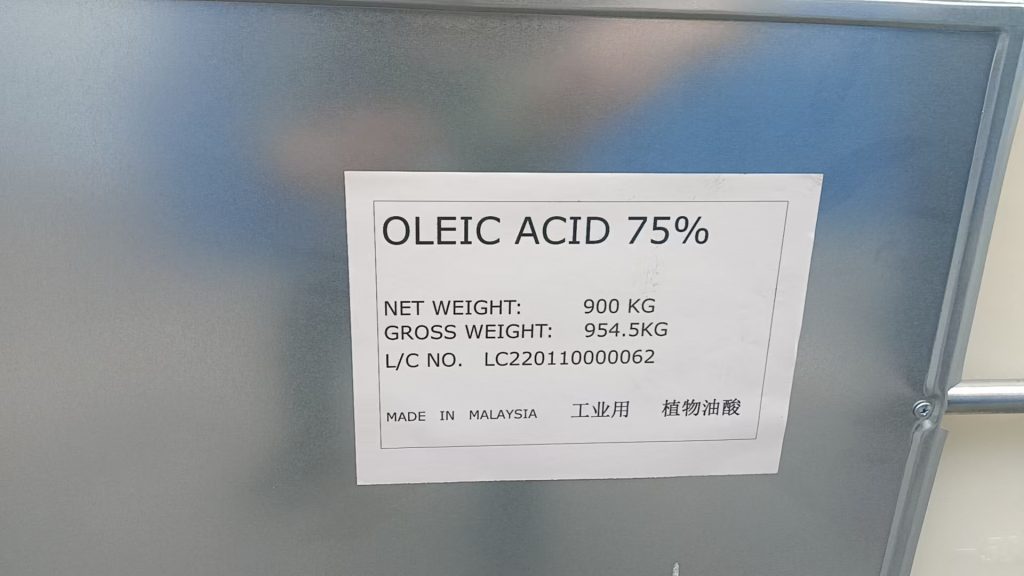 OLEIC ACID 75%
NET WEIGHT: 900 KG
GROSS WEIGHT: 954.5KG
L/C NO. LC220110000062
MADE IN MALAYSIA 工业用 植物油酸